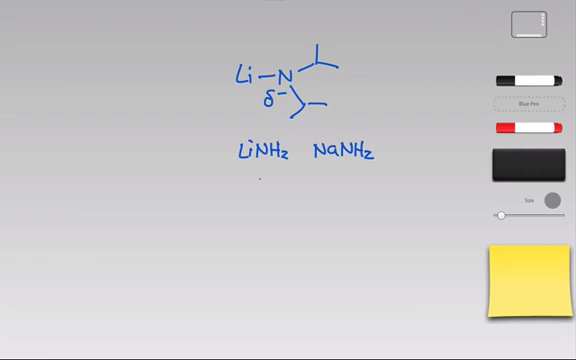 Li-N
δ-
LiNH2 NaNH2
Blue Pen
Size